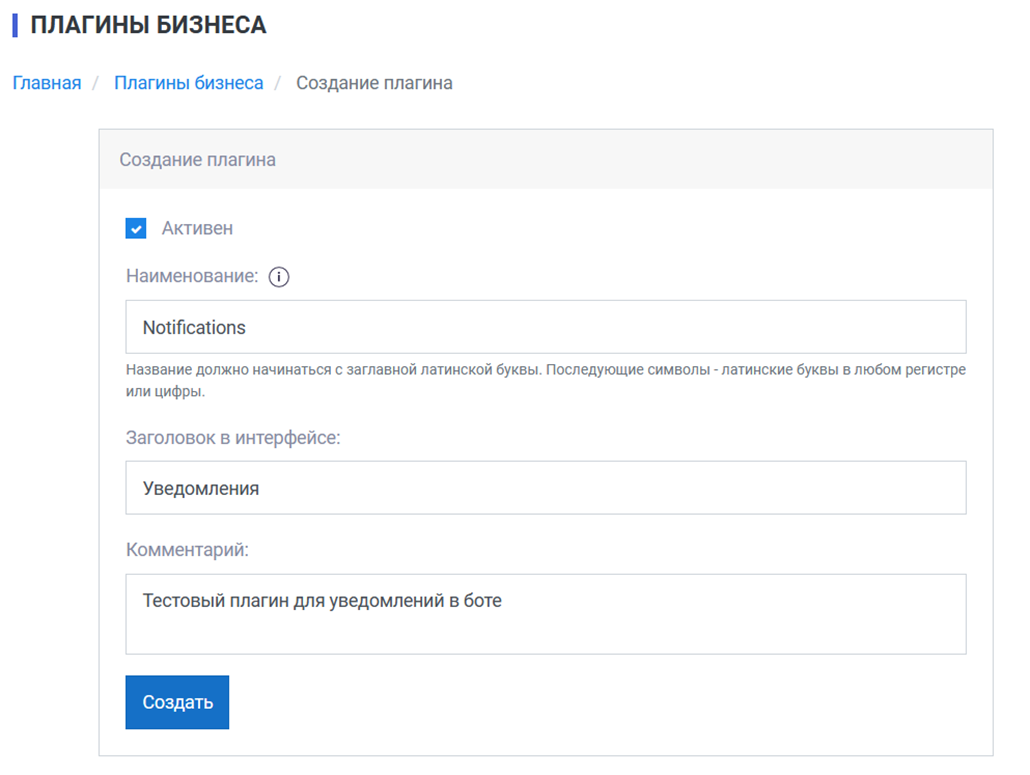 ПЛАГИНЫ БИЗНЕСА
Главная / Плагины бизнеса / Создание плагина
Создание плагина
Активен
Наименование: i
Notifications
Название должно начинаться с заглавной латинской буквы. Последующие символы - латинские буквы в любом регистре
или цифры.
Заголовок в интерфейсе:
Уведомления
Комментарий:
Тестовый плагин для уведомлений в боте
Создать